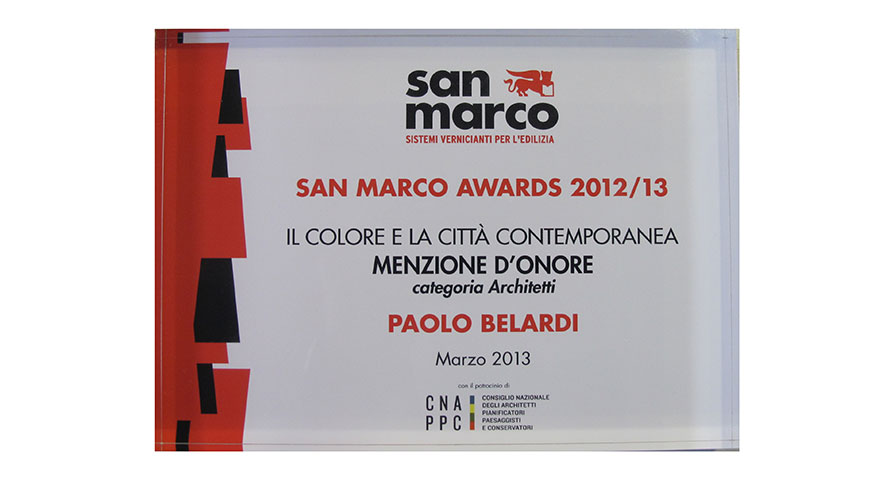 san
marco
SISTEMI VERNICIANTI PER L'EDILIZIA
SAN MARCO AWARDS 2012/13
IL COLORE E LA CITTÀ CONTEMPORANEA
MENZIONE D'ONORE
categoria Architetti
PAOLO BELARDI
Marzo 2013
con il patrocinio di
CNA
PPC
CONSIGLIO NAZIONALE
DEGLI ARCHITETTI
PIANIFICATORI
PAESAGGISTI
E CONSERVATORI